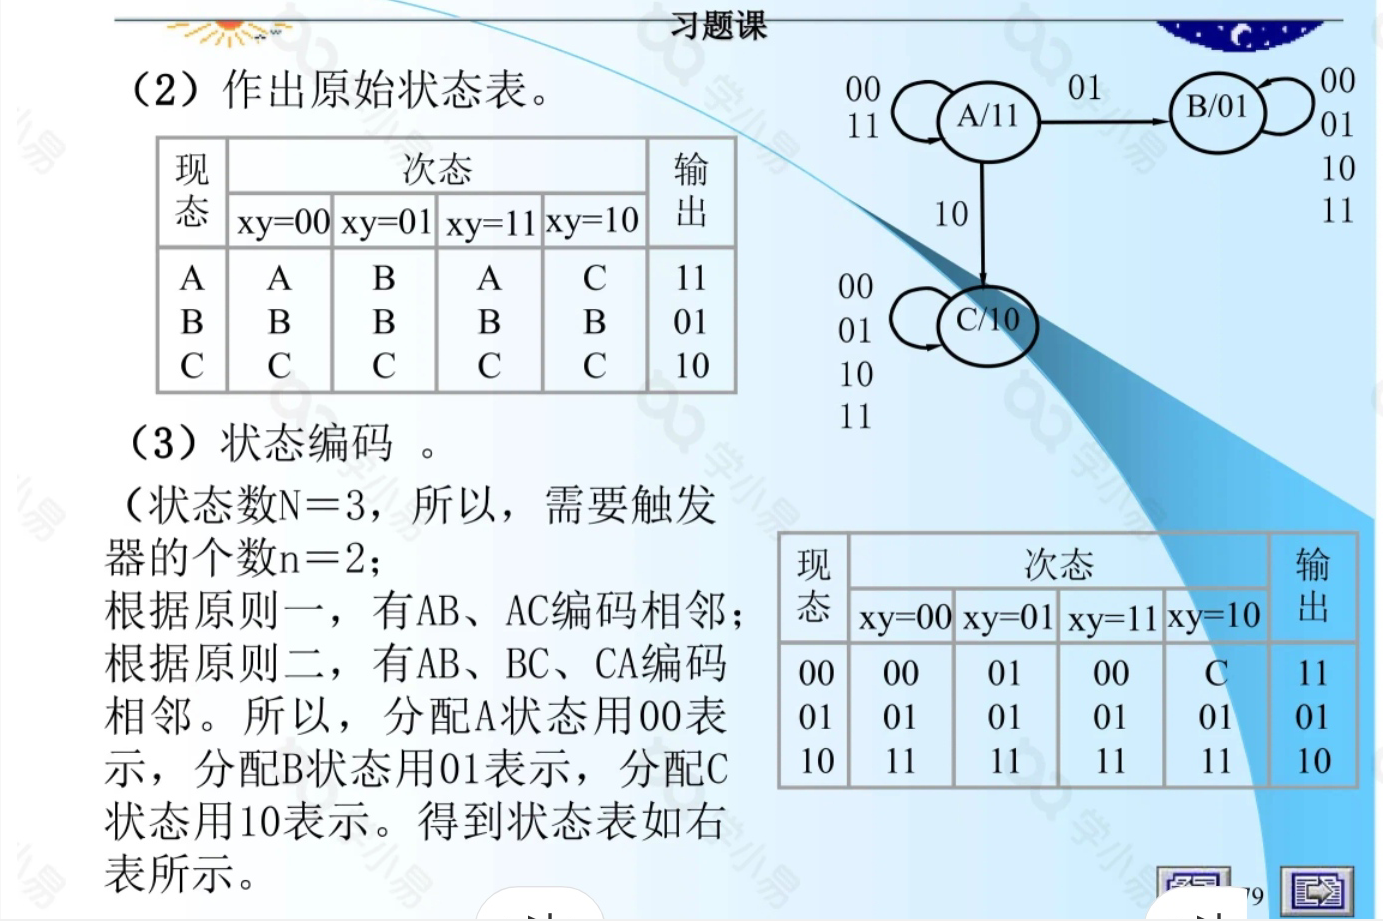 习题课
（2）作出原始状态表。
现态 次态 输出
xy=00 xy=01 xy=11 xy=10
A A B A C 11
B B B B B 01
C C C C C 10
00
11
A/11
01
B/01
00
01
10
11
10
00
01
10
11
C/10
（3）状态编码 。
（状态数N＝3，所以，需要触发
器的个数n＝2；
根据原则一，有AB、AC编码相邻；
根据原则二，有AB、BC、CA编码
相邻。所以，分配A状态用00表
示，分配B状态用01表示，分配C
状态用10表示。得到状态表如右
表所示。
现态 次态 输出
xy=00 xy=01 xy=11 xy=10
00 00 01 00 C 11
01 01 01 01 01 01
10 11 11 11 11 10
79
学小易